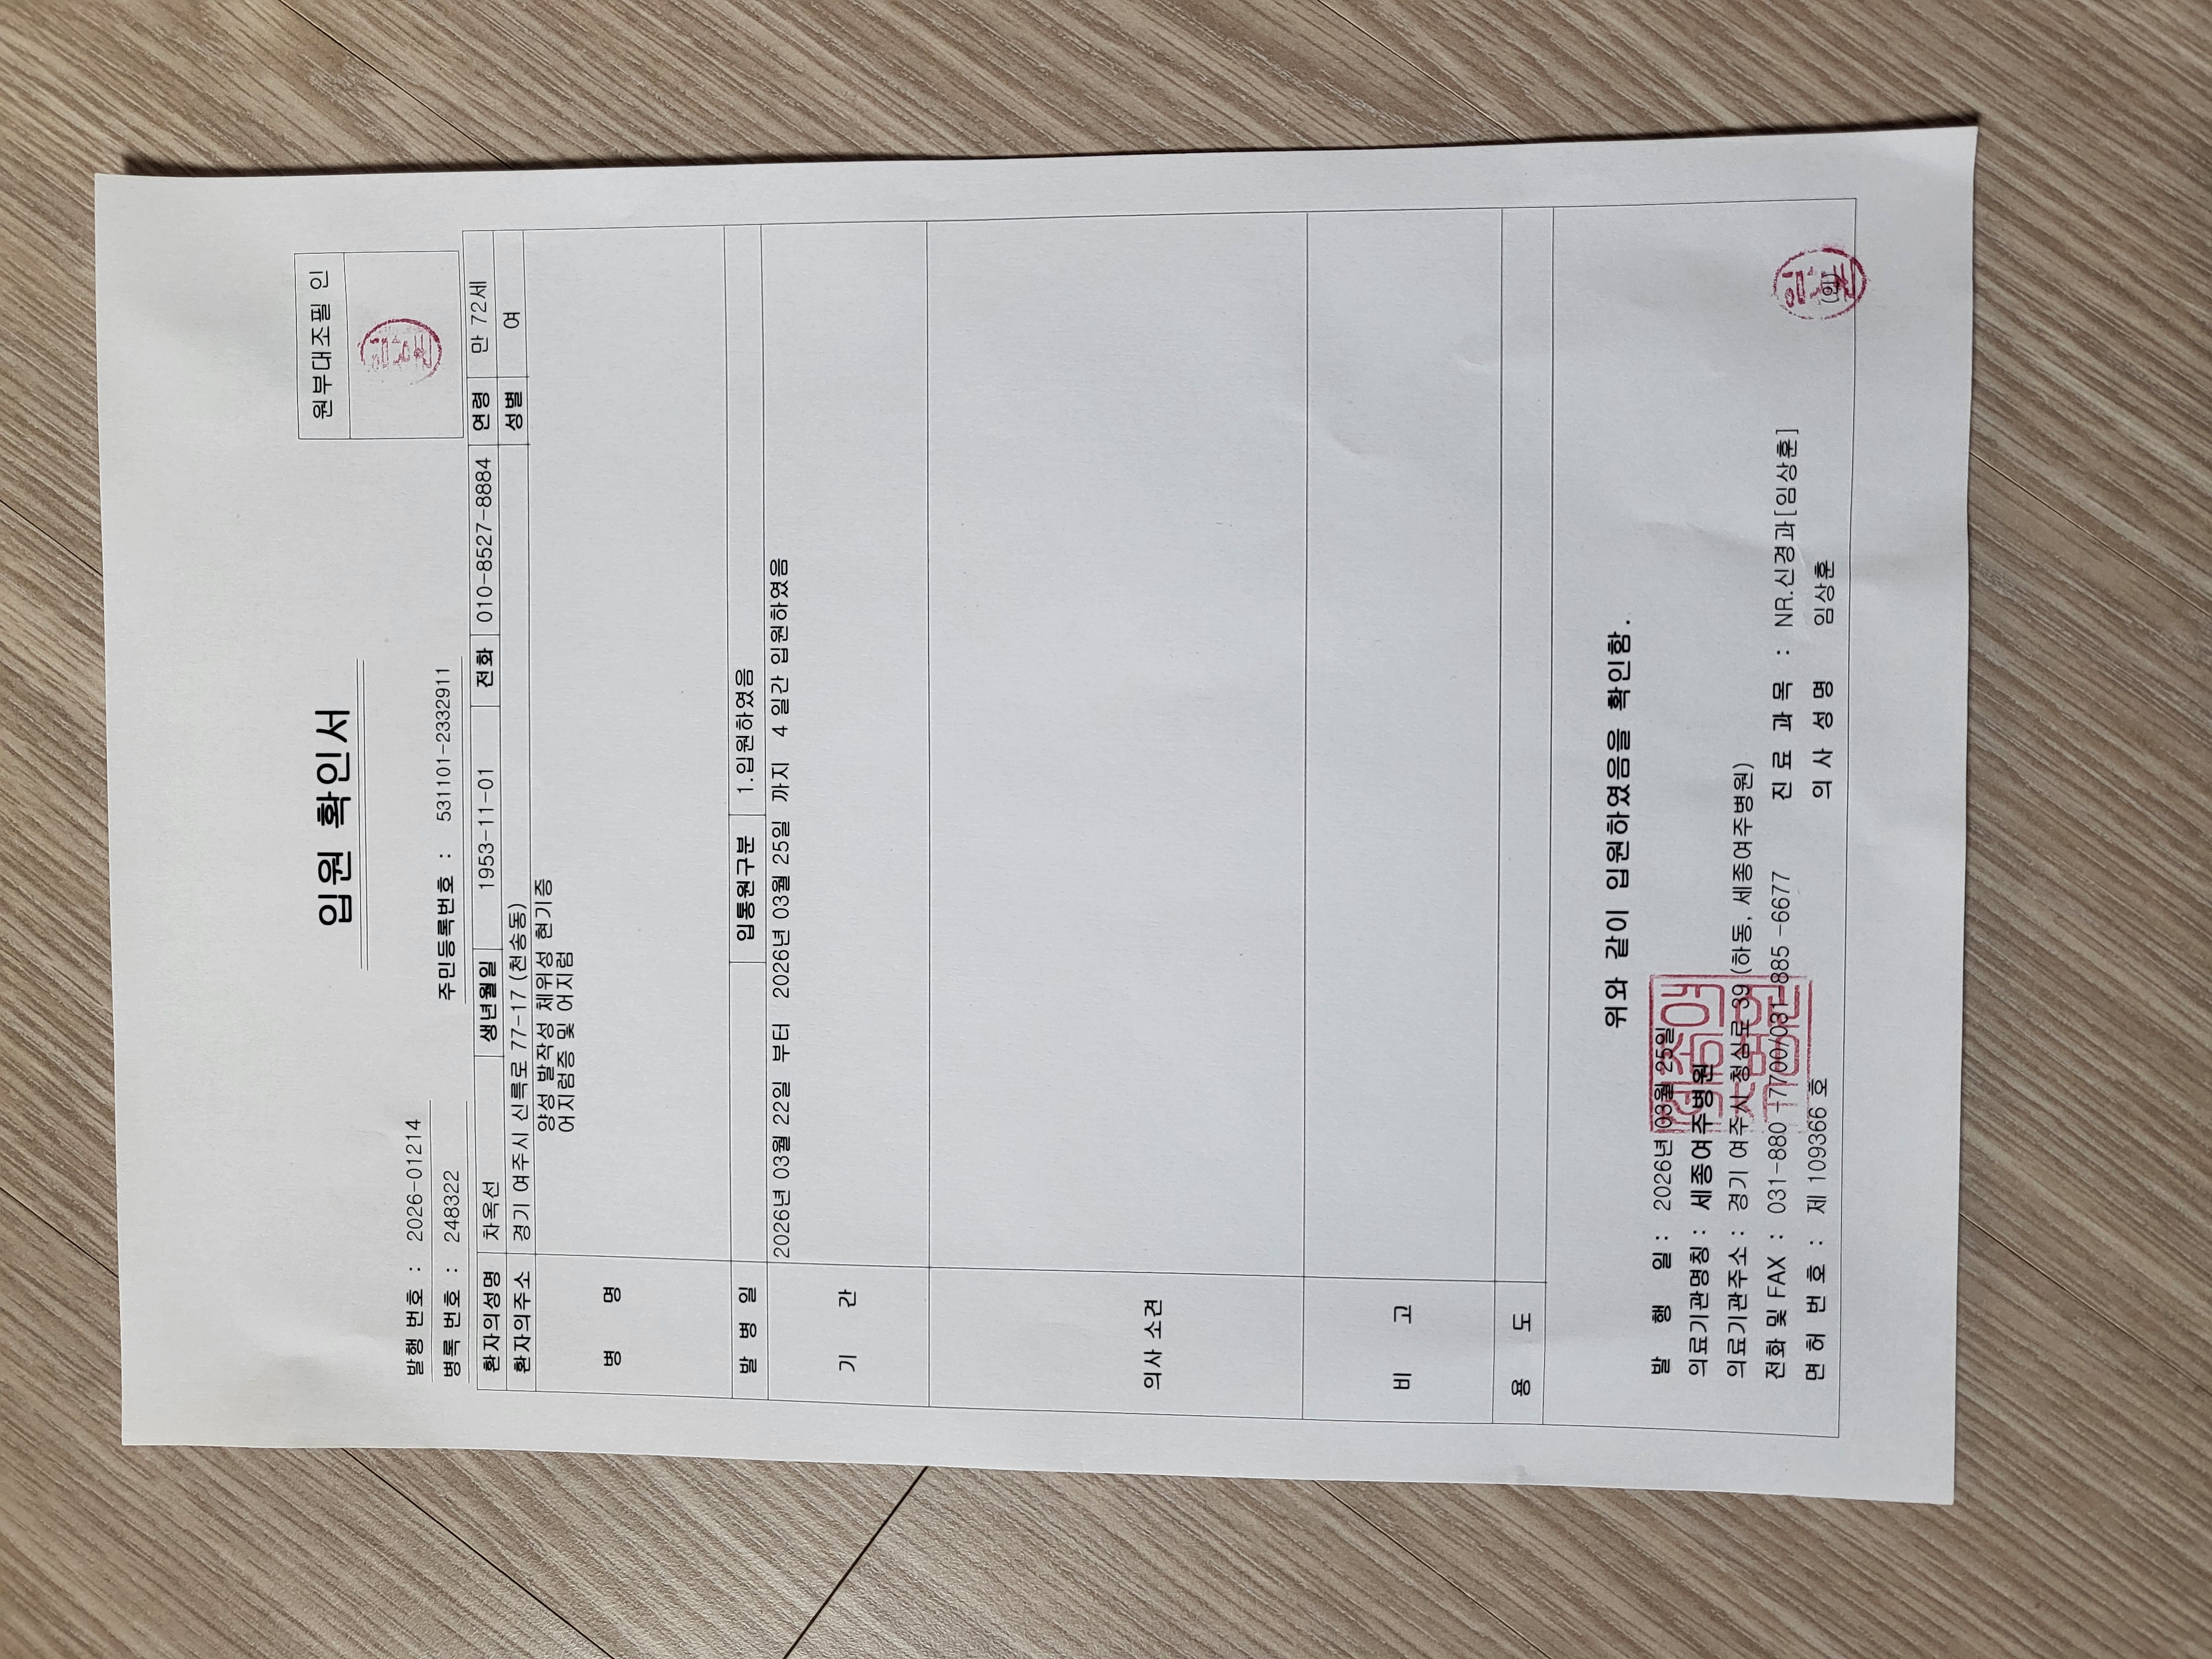 원부대조필 인
입원 확인서
발행 번호 : 2026-01214
병록 번호 : 248322 주민등록번호 : 531101-2332911
환자의성명 차옥선 생년월일 1953-11-01 전화 010-8527-8884 연령 만 72세
환자의주소 경기 여주시 신륵로 77-17 (천송동) 성별 여
병 명 양성 발작성 체위성 현기증
어지럼증 및 어지럼
발 병 일 입통원구분 1.입원하였음
기 간 2026년 03월 22일 부터 2026년 03월 25일 까지 4 일간 입원하였음
의사 소견
비 고
용 도
위와 같이 입원하였음을 확인함.
발 행 일 : 2026년 03월 25일
의료기관명칭 : 세종여주병원
의료기관주소 : 경기 여주시 청심로 39 (하동, 세종여주병원)
전화 및 FAX : 031-880-7700/031-885-6677 진 료 과 목 : NR.신경과[임상훈]
면 허 번 호 : 제 109366 호 의 사 성 명 임상훈 (인)